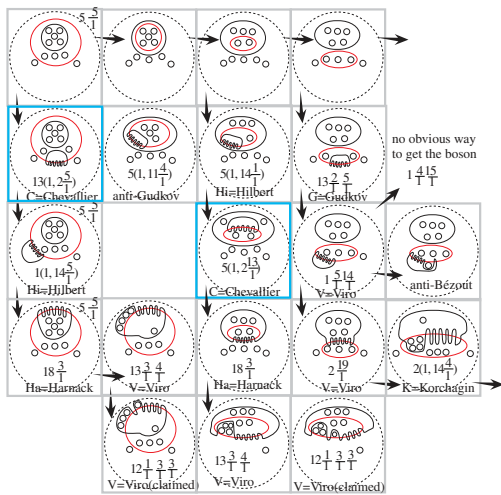 5 5/1
13(1,2 5/1)
C=Chevallier
5(1,11 4/1)
anti-Gudkov
5(1,14 1/1)
Hi=Hilbert
13 2/1 5/1
G=Gudkov
no obvious way
to get the boson
1 4/1 15/1
5 5/1
1(1,14 5/1)
Hi=Hilbert
5(1,2 13/1)
C=Chevallier
1 5/1 14/1
V=Viro
anti-Bézout
5 5/1
18 3/1
Ha=Harnack
13 3/1 4/1
V=Viro
18 3/1
Ha=Harnack
2 19/1
V=Viro
2(1,14 4/1)
K=Korchagin
12 1/1 3/1 3/1
V=Viro(claimed)
13 3/1 4/1
V=Viro
12 1/1 3/1 3/1
V=Viro(claimed)